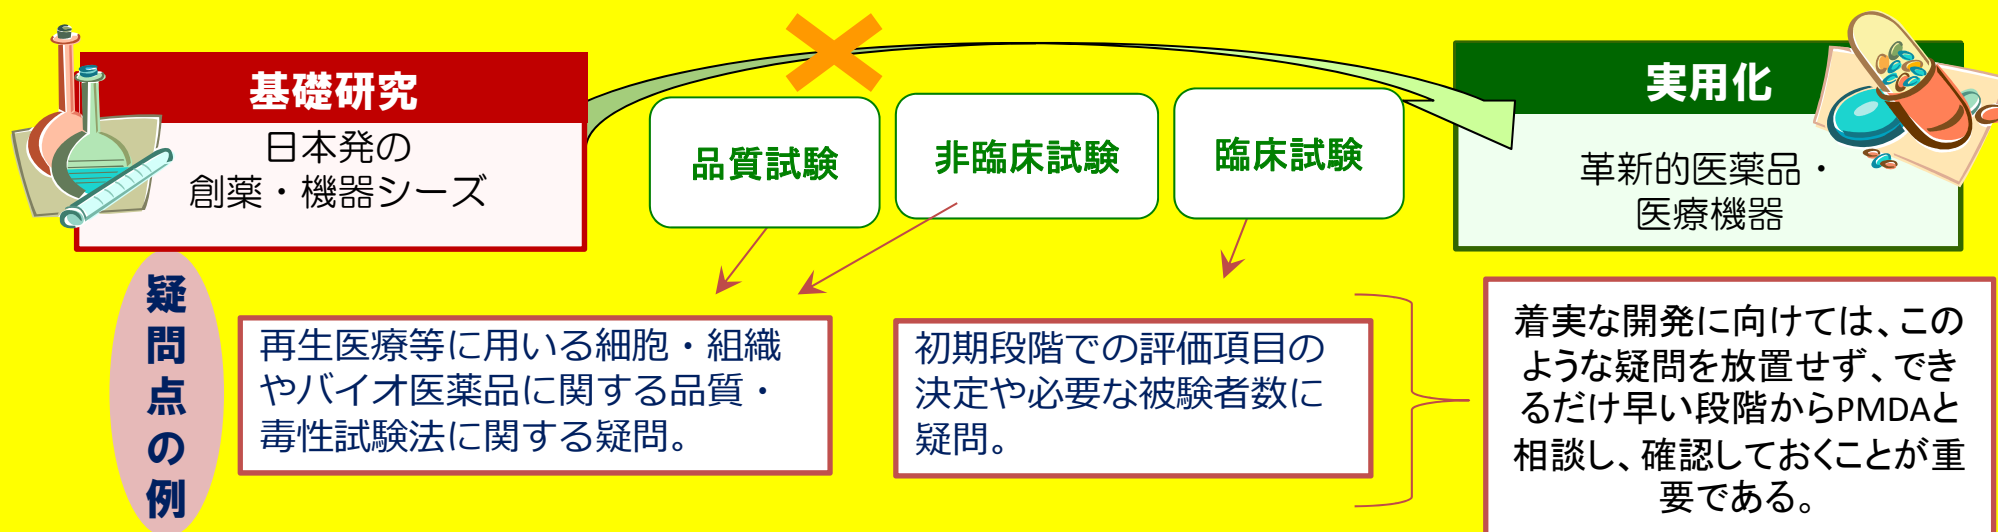 基礎研究
日本発の
創薬・機器シーズ
品質試験
非臨床試験
臨床試験
実用化
革新的医薬品・
医療機器
疑問点の例
再生医療等に用いる細胞・組織
やバイオ医薬品に関する品質・
毒性試験法に関する疑問。
初期段階での評価項目の
決定や必要な被験者数に
疑問。
着実な開発に向けては、この
ような疑問を放置せず、でき
るだけ早い段階からPMDAと
相談し、確認しておくことが重
要である。